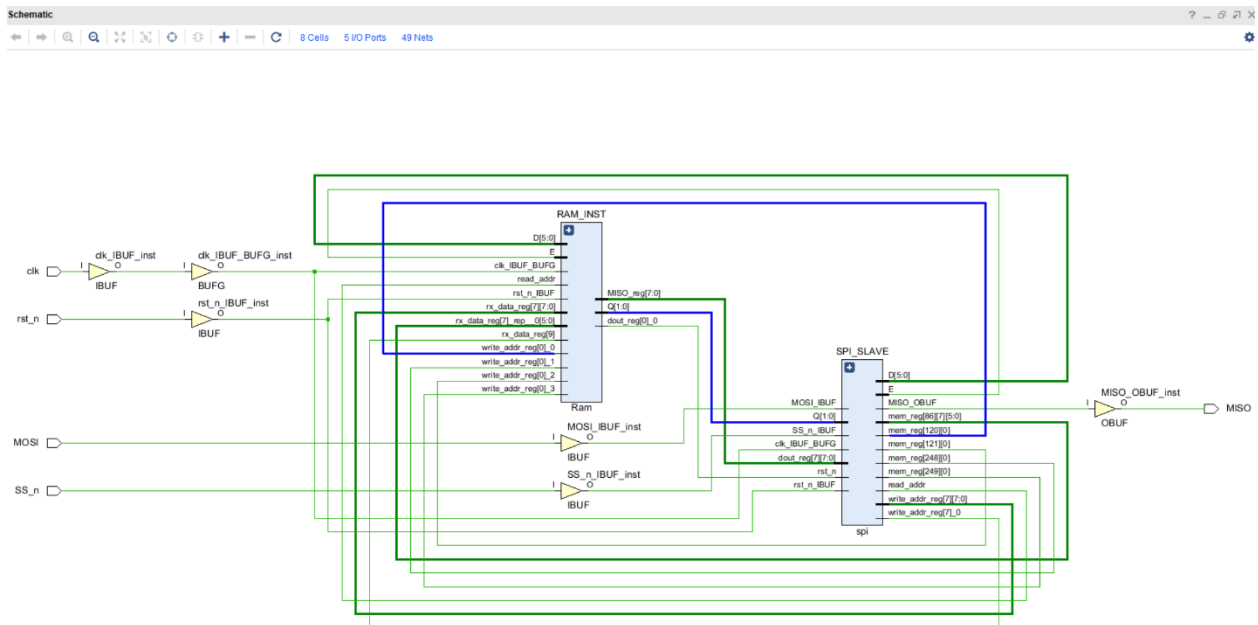 Schematic
8 Cells 5 I/O Ports 49 Nets
RAM_INST
D[5:0]
E
clk_IBUF_BUFG
read_addr
rst_n_IBUF
rx_data_reg[7][7:0]
rx_data_reg[7]_rep__0[5:0]
rx_data_reg[9]
write_addr_reg[0]_0
write_addr_reg[0]_1
write_addr_reg[0]_2
write_addr_reg[0]_3
MISO_reg[7:0]
Q[1:0]
dout_reg[0]_0
Ram
clk
clk_IBUF_inst
I O
IBUF
clk_IBUF_BUFG_inst
I O
BUFG
rst_n
rst_n_IBUF_inst
I O
IBUF
MOSI
MOSI_IBUF_inst
I O
IBUF
SS_n
SS_n_IBUF_inst
I O
IBUF
SPI_SLAVE
MOSI_IBUF
Q[1:0]
SS_n_IBUF
clk_IBUF_BUFG
dout_reg[7][7:0]
rst_n
rst_n_IBUF
D[5:0]
E
MISO_OBUF
mem_reg[86][7][5:0]
mem_reg[120][0]
mem_reg[121][0]
mem_reg[248][0]
mem_reg[249][0]
read_addr
write_addr_reg[7][7:0]
write_addr_reg[7]_0
spi
MISO_OBUF_inst
I O
OBUF
MISO